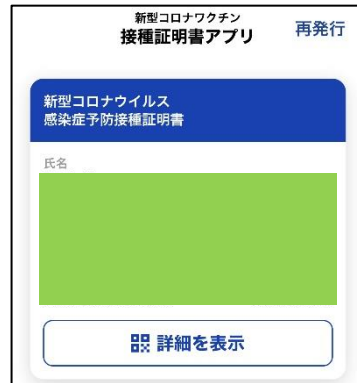 新型コロナワクチン
接種証明書アプリ
再発行
新型コロナウイルス
感染症予防接種証明書
氏名
詳細を表示